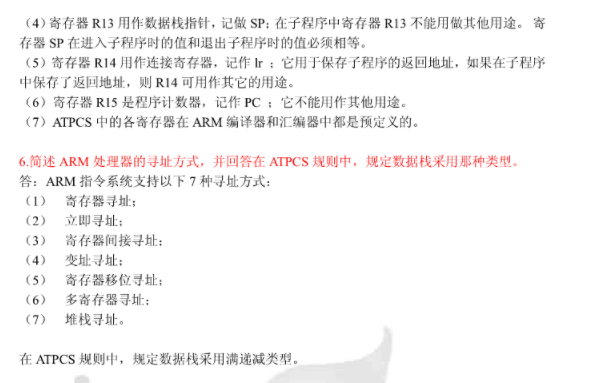 （4）寄存器 R13 用作数据栈指针，记做 SP；在子程序中寄存器 R13 不能用做其他用途。 寄
存器 SP 在进入子程序时的值和退出子程序时的值必须相等。
（5）寄存器 R14 用作连接寄存器，记作 lr ；它用于保存子程序的返回地址，如果在子程序
中保存了返回地址，则 R14 可用作其它的用途。
（6）寄存器 R15 是程序计数器，记作 PC ；它不能用作其他用途。
（7）ATPCS 中的各寄存器在 ARM 编译器和汇编器中都是预定义的。
6.简述 ARM 处理器的寻址方式，并回答在 ATPCS 规则中，规定数据栈采用那种类型。
答：ARM 指令系统支持以下 7 种寻址方式：
（1） 寄存器寻址；
（2） 立即寻址；
（3） 寄存器间接寻址；
（4） 变址寻址；
（5） 寄存器移位寻址；
（6） 多寄存器寻址；
（7） 堆栈寻址。
在 ATPCS 规则中，规定数据栈采用满递减类型。